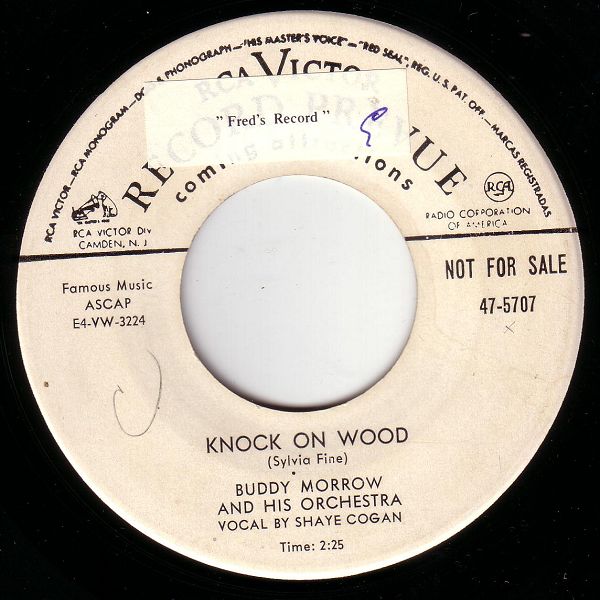 RCA VICTOR—RCA MONOGRAM—DOG & PHONOGRAPH—"HIS MASTER'S VOICE"—"RED SEAL", REG. U.S. PAT. OFF.—MARCAS REGISTRADAS
RCA VICTOR
RECORD PREVUE
coming attractions
"Fred's Record"
RCA VICTOR DIV
CAMDEN, N. J
RCA
RADIO CORPORATION
OF AMERICA
Famous Music
ASCAP
E4-VW-3224
NOT FOR SALE
47-5707
x
KNOCK ON WOOD
(Sylvia Fine)
BUDDY MORROW
AND HIS ORCHESTRA
VOCAL BY SHAYE COGAN
Time: 2:25